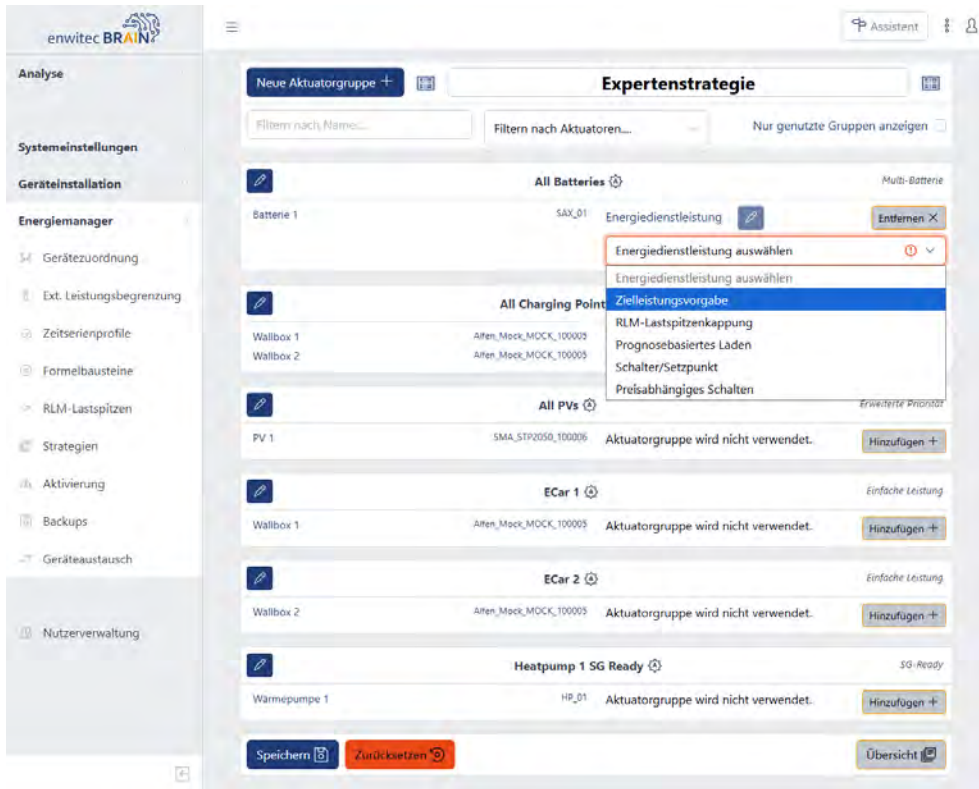 enwitec BRAIN
Assistent
Analyse
Systemeinstellungen
Geräteinstallation
Energiemanager
Gerätezuordnung
Ext. Leistungsbegrenzung
Zeitserienprofile
Formelbausteine
RLM-Lastspitzen
Strategien
Aktivierung
Backups
Geräteaustausch
Nutzerverwaltung
Neue Aktuatorgruppe +
Expertenstrategie
Filtern nach Name...
Filtern nach Aktuatoren....
Nur genutzte Gruppen anzeigen
All Batteries
Multi-Batterie
Batterie 1
SAX_01
Energiedienstleistung
Entfernen ×
Energiedienstleistung auswählen
Energiedienstleistung auswählen
Zielleistungsvorgabe
RLM-Lastspitzenkappung
Prognosebasiertes Laden
Schalter/Setzpunkt
Preisabhängiges Schalten
All Charging Point
Wallbox 1
Alfen_Mock_MOCK_100005
Wallbox 2
Alfen_Mock_MOCK_100005
All PVs
Erweiterte Priorität
PV 1
SMA_STP2050_100006
Aktuatorgruppe wird nicht verwendet.
Hinzufügen +
ECar 1
Einfache Leistung
Wallbox 1
Alfen_Mock_MOCK_100005
Aktuatorgruppe wird nicht verwendet.
Hinzufügen +
ECar 2
Einfache Leistung
Wallbox 2
Alfen_Mock_MOCK_100005
Aktuatorgruppe wird nicht verwendet.
Hinzufügen +
Heatpump 1 SG Ready
SG-Ready
Wärmepumpe 1
HP_01
Aktuatorgruppe wird nicht verwendet.
Hinzufügen +
Speichern
Zurücksetzen
Übersicht